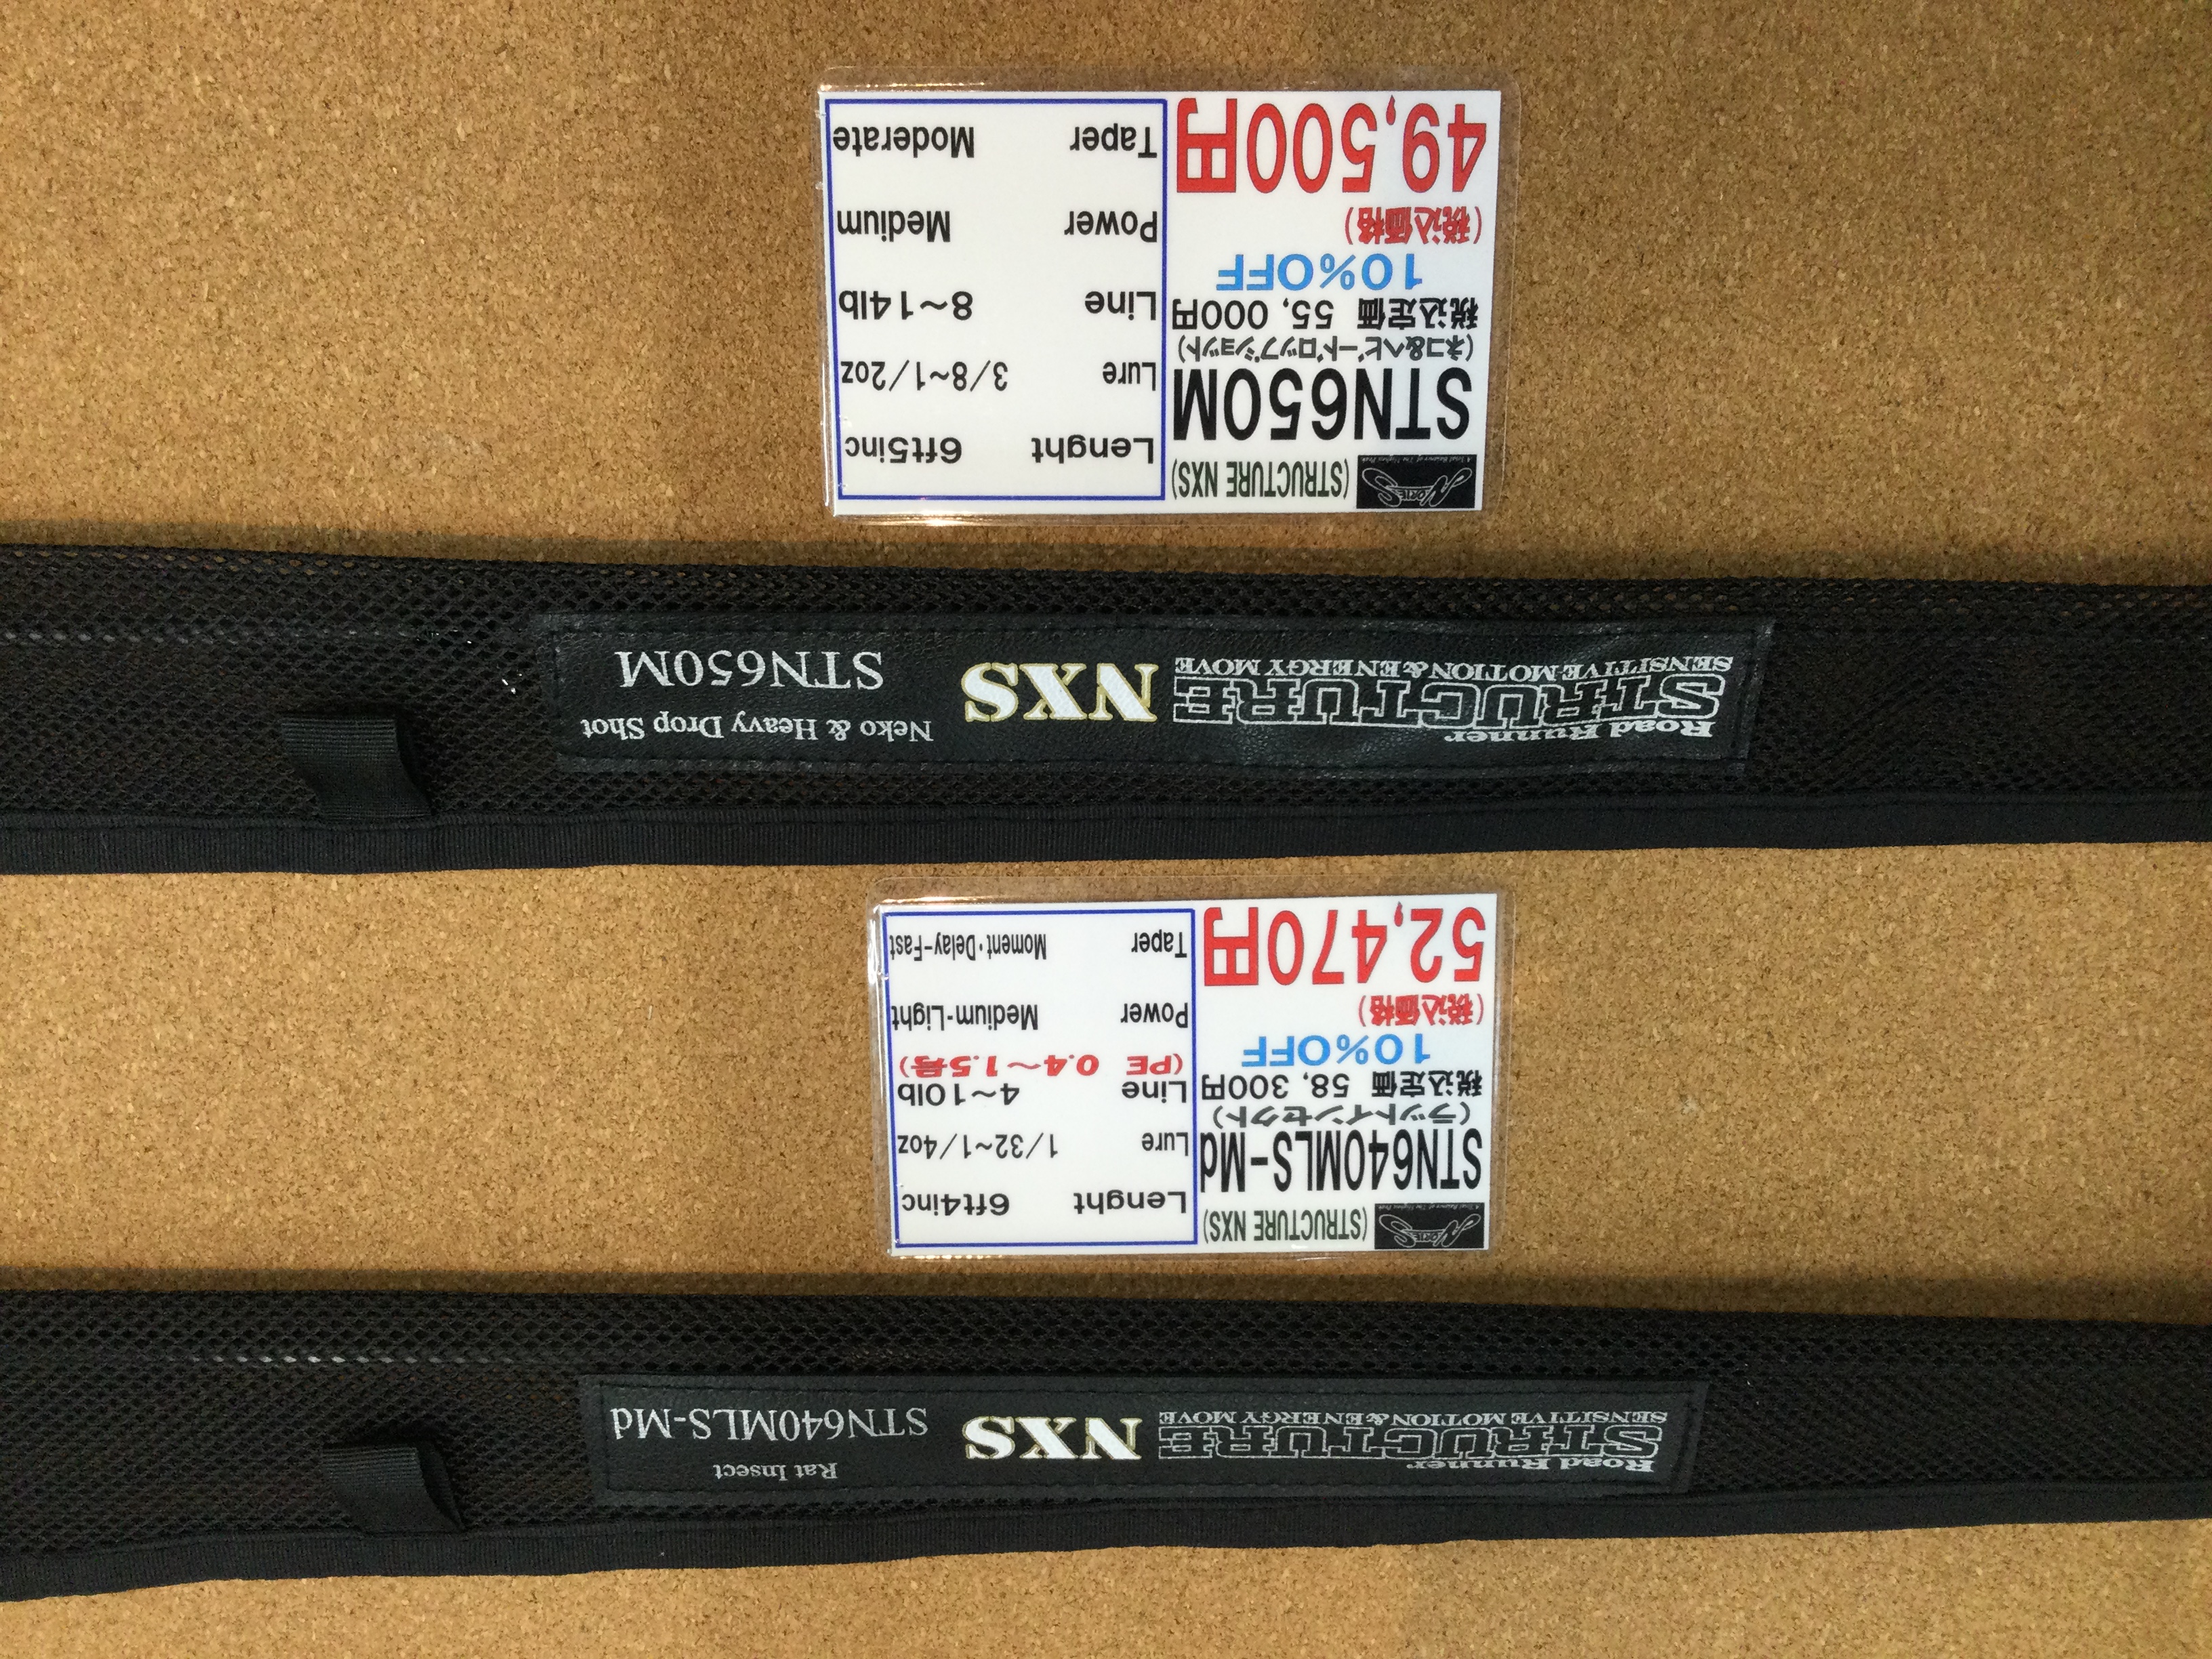 Road Runner
STRUCTURE NXS
SENSITIVE MOTION & ENERGY MOVE
Rat Insect
STN640MLS-Md
NORIES
(STRUCTURE NXS)
STN640MLS-Md
(ラットインセクト)
税込定価 58,300円
10%OFF
(税込価格)
52,470円
Lenght 6ft4inc
Lure 1/32~1/4oz
Line 4~10lb
(PE 0.4~1.5号)
Power Medium・Light
Taper Moment・Delay-Fast
Road Runner
STRUCTURE NXS
SENSITIVE MOTION & ENERGY MOVE
Neko & Heavy Drop Shot
STN650M
NORIES
(STRUCTURE NXS)
STN650M
(ネコ&ヘビードロップショット)
税込定価 55,000円
10%OFF
(税込価格)
49,500円
Lenght 6ft5inc
Lure 3/8~1/2oz
Line 8~14lb
Power Medium
Taper Moderate